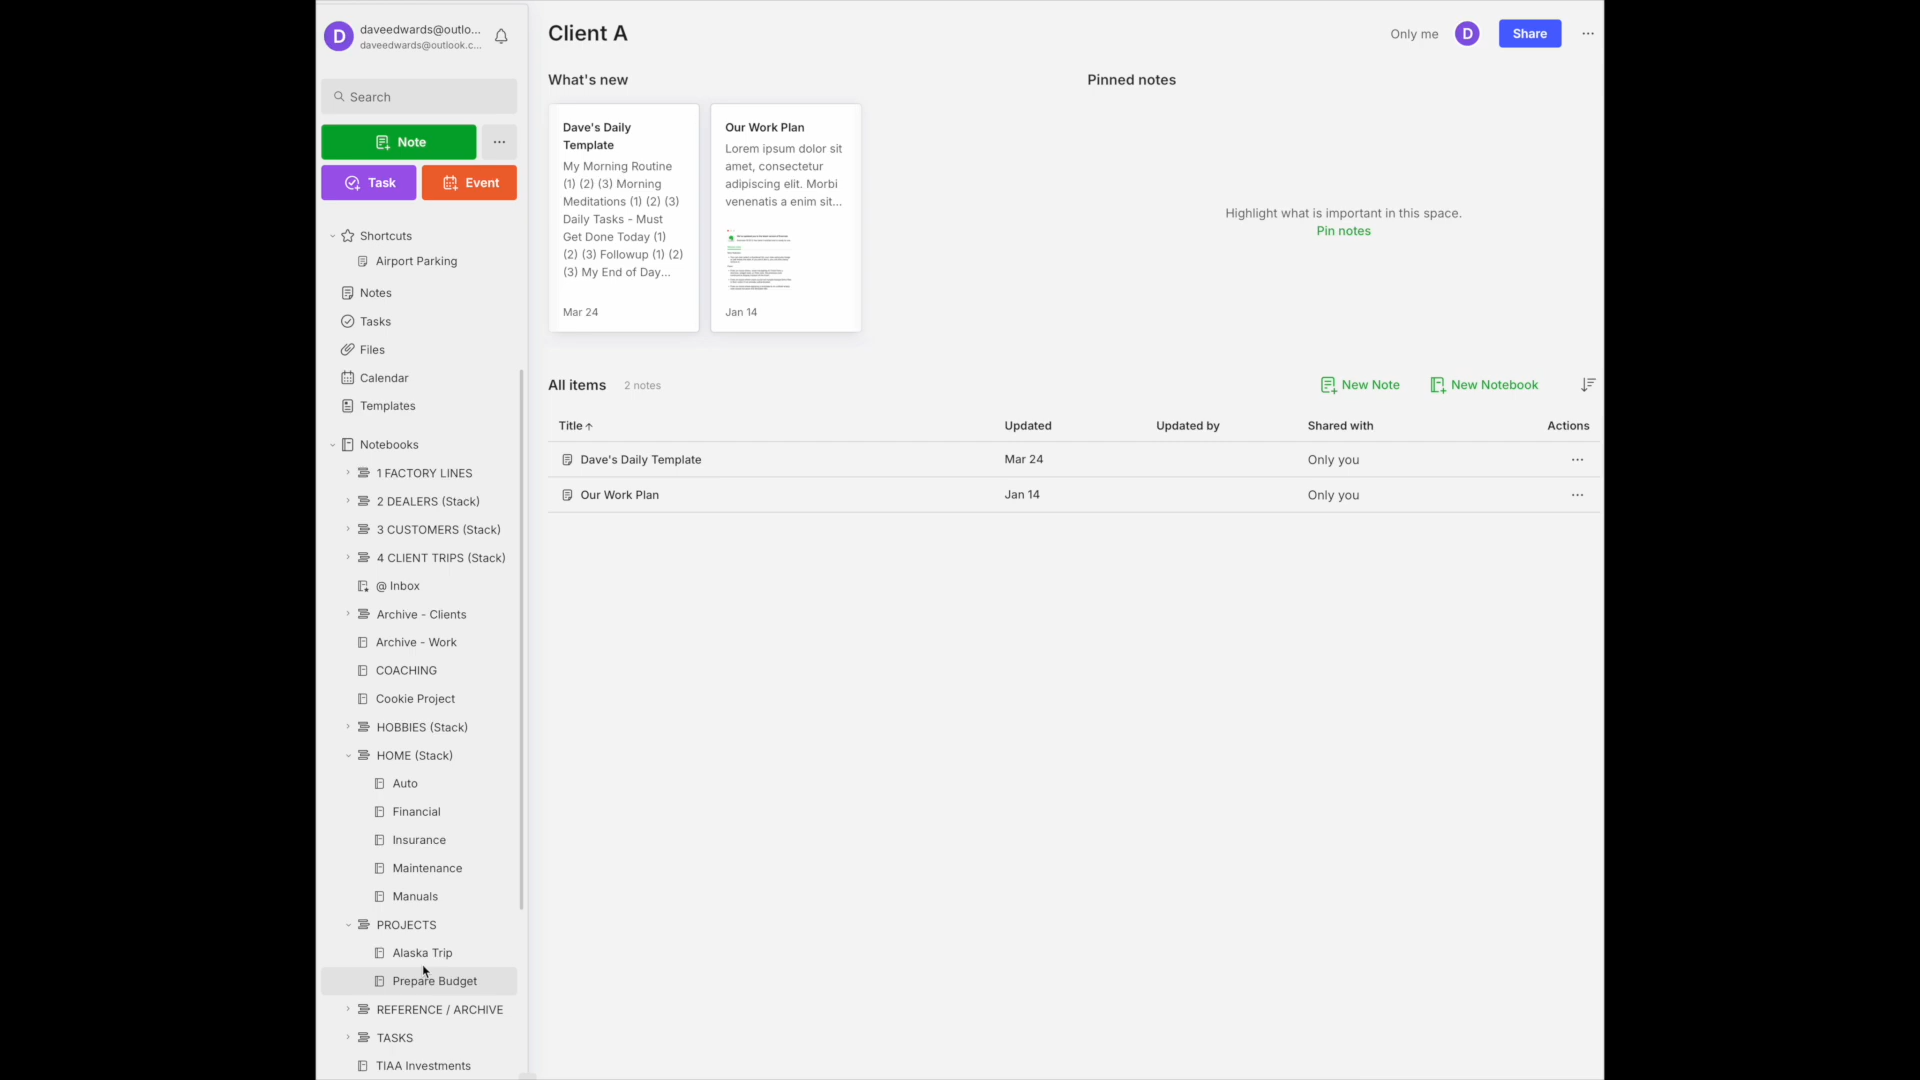 D
daveedwards@outlo...
daveedwards@outlook.c...
Search
Note
...
Task
Event
Shortcuts
Airport Parking
Notes
Tasks
Files
Calendar
Templates
Notebooks
1 FACTORY LINES
2 DEALERS (Stack)
3 CUSTOMERS (Stack)
4 CLIENT TRIPS (Stack)
@ Inbox
Archive - Clients
Archive - Work
COACHING
Cookie Project
HOBBIES (Stack)
HOME (Stack)
Auto
Financial
Insurance
Maintenance
Manuals
PROJECTS
Alaska Trip
Prepare Budget
REFERENCE / ARCHIVE
TASKS
TIAA Investments
Client A
Only me
D
Share
...
What's new
Dave's Daily
Template
My Morning Routine
(1) (2) (3) Morning
Meditations (1) (2) (3)
Daily Tasks - Must
Get Done Today (1)
(2) (3) Followup (1) (2)
(3) My End of Day...
Mar 24
Our Work Plan
Lorem ipsum dolor sit
amet, consectetur
adipiscing elit. Morbi
venenatis a enim sit...
Jan 14
Pinned notes
Highlight what is important in this space.
Pin notes
All items 2 notes
New Note
New Notebook
Title Updated Updated by Shared with Actions
Dave's Daily Template Mar 24 Only you ...
Our Work Plan Jan 14 Only you ...